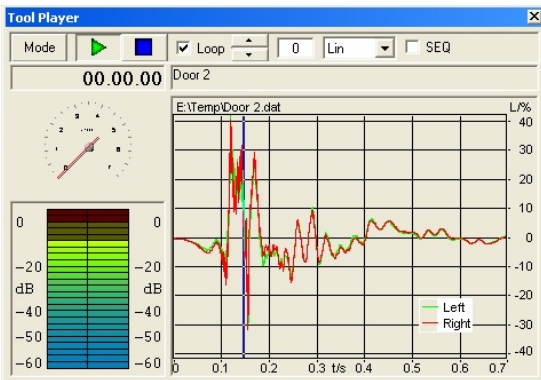 Tool Player
Mode Loop 0 Lin SEQ
00.00.00 Door 2
E:\Temp\Door 2.dat L/%
40
30
20
10
0
-10
-20
-30
-40
Left
Right
0 0.1 0.2 0.3 t/s 0.4 0.5 0.6 0.7
0 0
-20 -20
dB dB
-40 -40
-50 -50
-60 -60